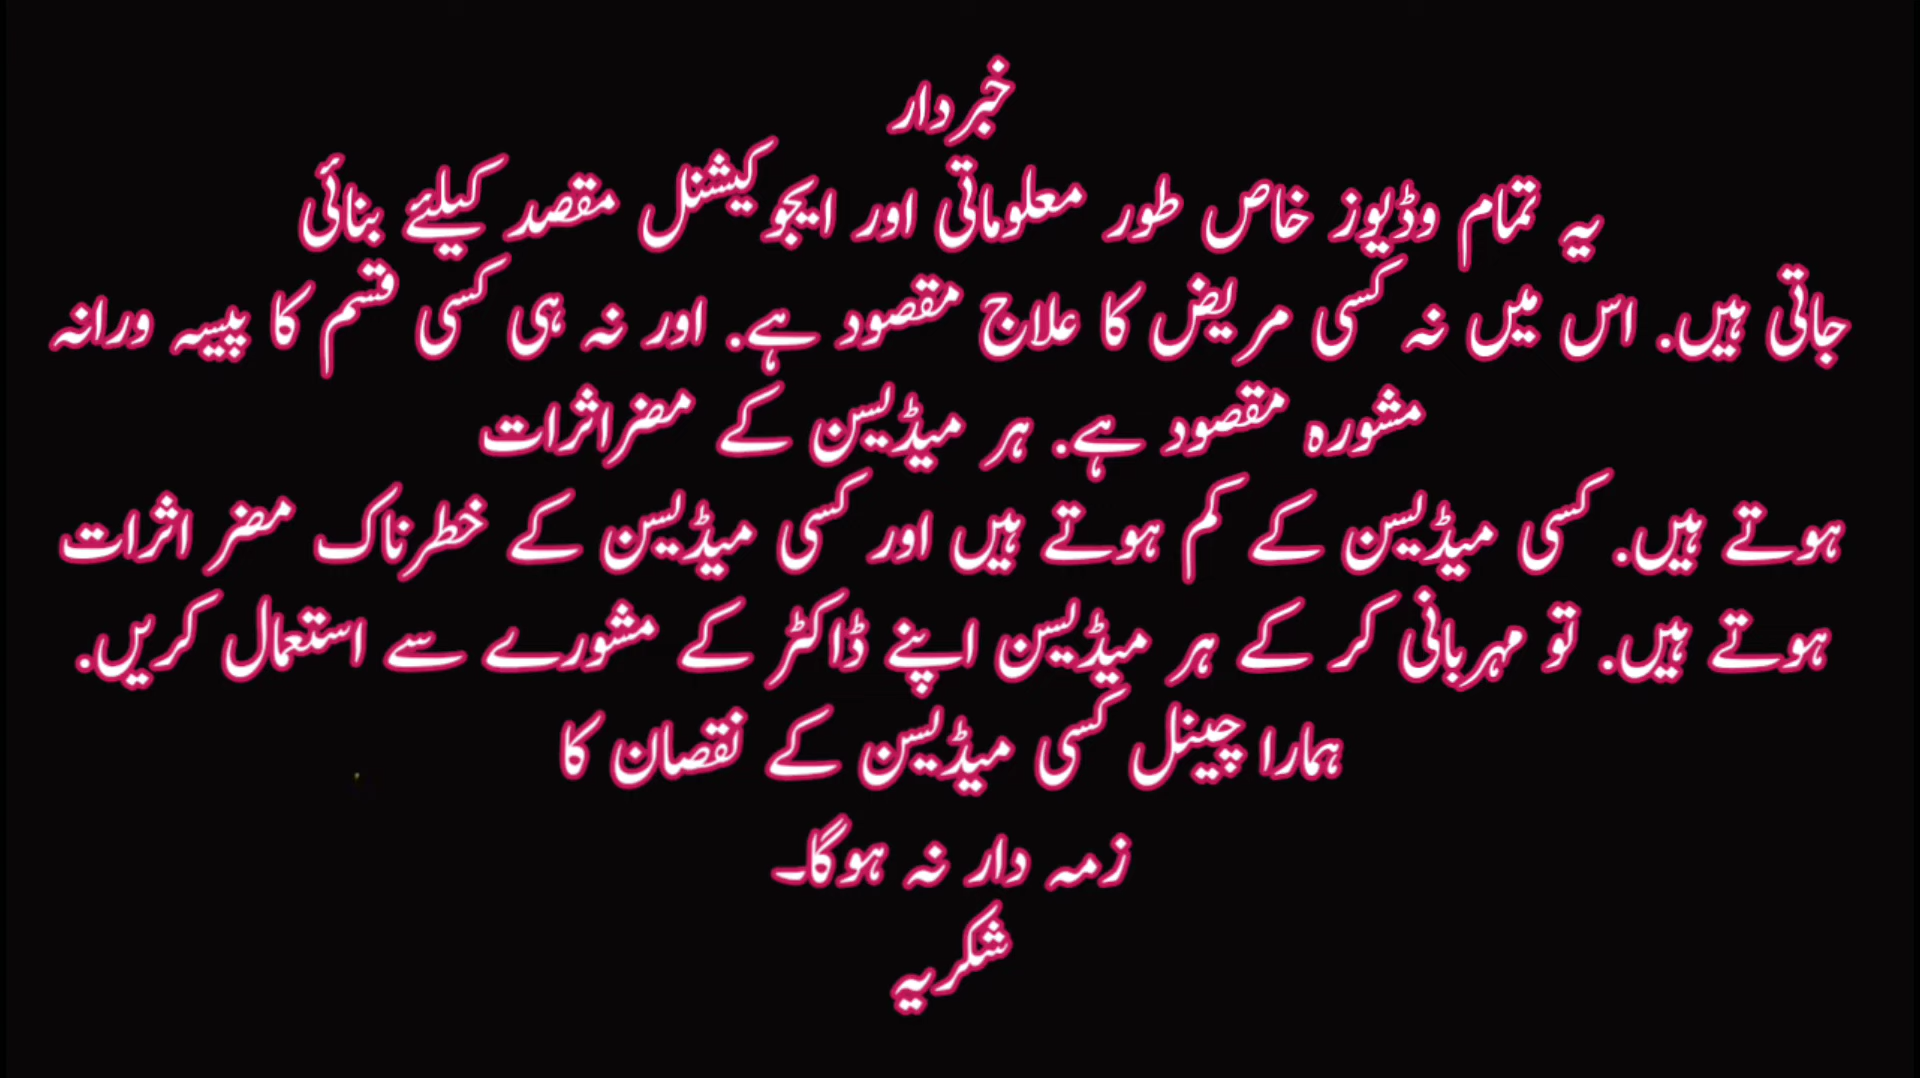 خبردار
یہ تمام وڈیوز خاص طور معلوماتی اور ایجوکیشنل مقصد کیلئے بنائی
جاتی ہیں. اس میں نہ کسی مریض کا علاج مقصود ہے. اور نہ ہی کسی قسم کا پیسہ ورانہ
مشورہ مقصود ہے. ہر میڈیسن کے مضراثرات
ہوتے ہیں. کسی میڈیسن کے کم ہوتے ہیں اور کسی میڈیسن کے خطرناک مضر اثرات
ہوتے ہیں. تو مہربانی کر کے ہر میڈیسن اپنے ڈاکٹر کے مشورے سے استعمال کریں.
ہمارا چینل کسی میڈیسن کے نقصان کا
زمہ دار نہ ہوگا۔
شکریہ